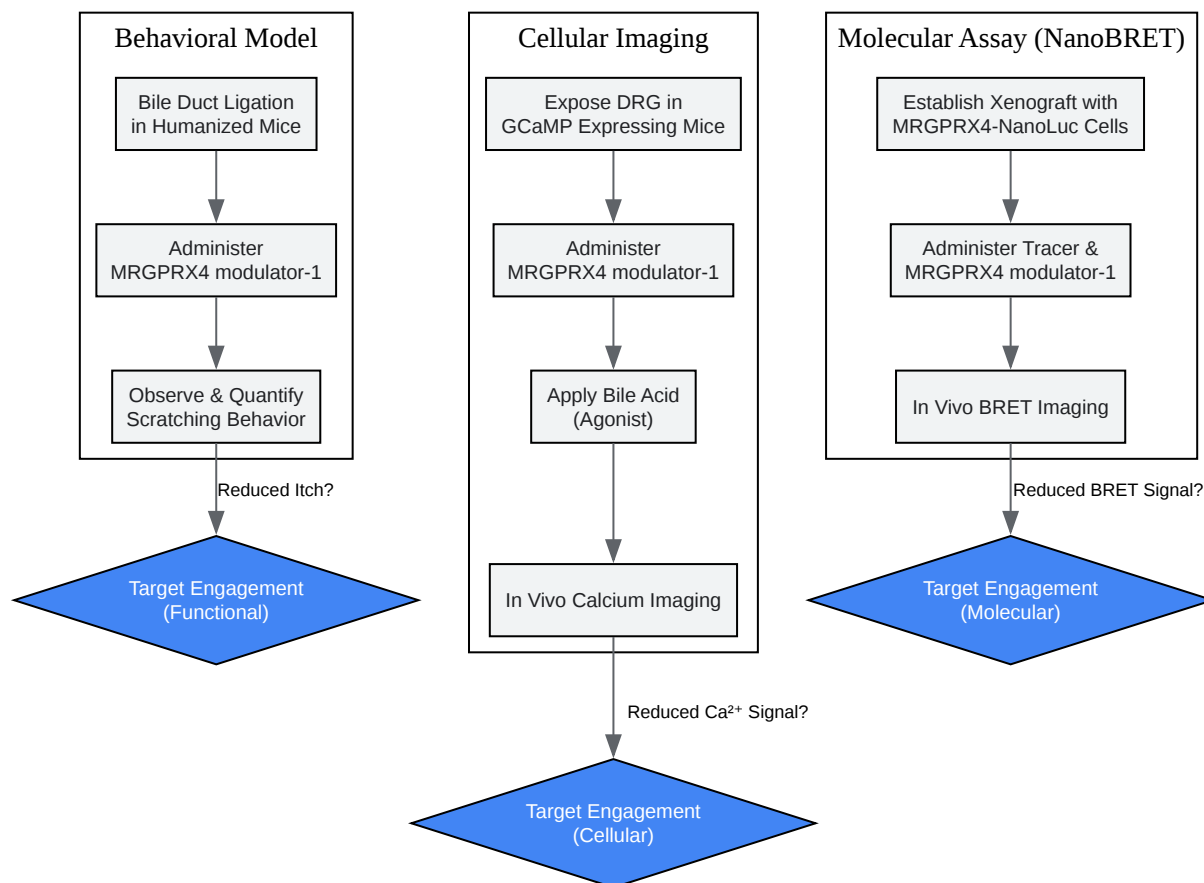 Behavioral Model
Bile Duct Ligation
in Humanized Mice
Administer
MRGPRX4 modulator-1
Observe & Quantify
Scratching Behavior
Reduced Itch?
Target Engagement
(Functional)
Cellular Imaging
Expose DRG in
GCaMP Expressing Mice
Administer
MRGPRX4 modulator-1
Apply Bile Acid
(Agonist)
In Vivo Calcium Imaging
Reduced Ca²⁺ Signal?
Target Engagement
(Cellular)
Molecular Assay (NanoBRET)
Establish Xenograft with
MRGPRX4-NanoLuc Cells
Administer Tracer &
MRGPRX4 modulator-1
In Vivo BRET Imaging
Reduced BRET Signal?
Target Engagement
(Molecular)